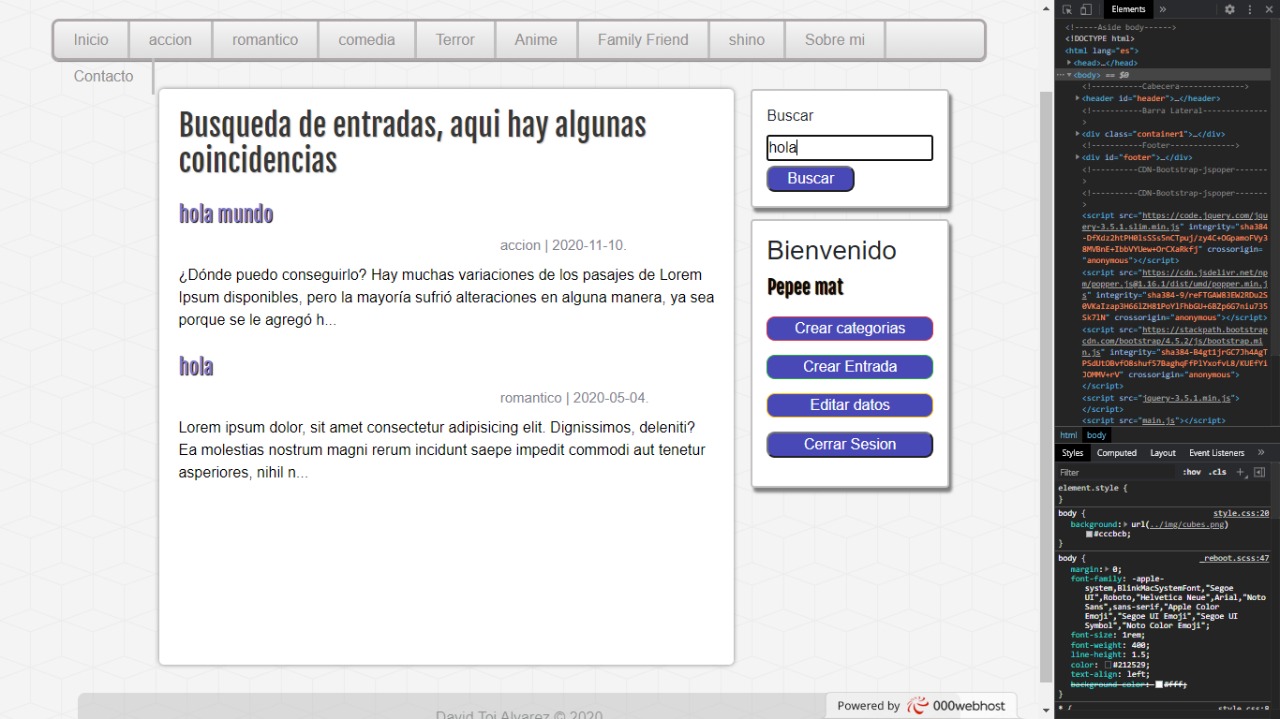 Inicio accion romantico comedia Terror Anime Family Friend shino Sobre mi
Contacto
Busqueda de entradas, aqui hay algunas
coincidencias
hola mundo
accion | 2020-11-10.
¿Dónde puedo conseguirlo? Hay muchas variaciones de los pasajes de Lorem
Ipsum disponibles, pero la mayoría sufrió alteraciones en alguna manera, ya sea
porque se le agregó h...
hola
romantico | 2020-05-04.
Lorem ipsum dolor, sit amet consectetur adipisicing elit. Dignissimos, deleniti?
Ea molestias nostrum magni rerum incidunt saepe impedit commodi aut tenetur
asperiores, nihil n...
Buscar
hola
Buscar
Bienvenido
Pepee mat
Crear categorias
Crear Entrada
Editar datos
Cerrar Sesion
David Toj Alvarez © 2020
Powered by 000webhost
Elements »
<!-----Aside body------>
<!DOCTYPE html>
<html lang="es">
<head>…</head>
<body> == $0
<!-----------Cabecera-------------->
<header id="header">…</header>
<!-----------Barra Lateral--------
>
<div class="container1">…</div>
<!-----------Footer-------------->
<div id="footer">…</div>
<!----------CDN-Bootstrap-jspoper-------
>
<!----------CDN-Bootstrap-jspoper-------
>
<script src="https://code.jquery.com/jqu
ery-3.5.1.slim.min.js" integrity="sha384
crossorigin=
"anonymous"></script>
<script src="https://cdn.jsdelivr.net/np
m/popper.js@1.16.1/dist/umd/popper.min.j
s" integrity="sha384-9/reFTGAW83EW2RDu2S
0VKaIzap3H66lZH81PoYlFhbGU+6BZp6G7niu735
Sk7lN" crossorigin="anonymous"></script>
<script src="https://stackpath.bootstrap
cdn.com/bootstrap/4.5.2/js/bootstrap.mi
n.js" integrity="sha384-B4gt1jrGC7Jh4AgT
PSdUtOBvfO8shuf57BaghqFfPlYxofvL8/KUEfYi
JOMMV+rV" crossorigin="anonymous">
</script>
<script src="jquery-3.5.1.min.js">
</script>
<script src="main.js"></script>
html body
Styles Computed Layout Event Listeners »
Filter :hov .cls +
element.style {
}
body { style.css:20
background: url(../img/cubes.png)
#cccbcb;
}
body { _reboot.scss:47
margin: 0;
font-family: -apple-
system,BlinkMacSystemFont,"Segoe
UI",Roboto,"Helvetica Neue",Arial,"Noto
Sans",sans-serif,"Apple Color
Emoji","Segoe UI Emoji","Segoe UI
Symbol","Noto Color Emoji";
font-size: 1rem;
font-weight: 400;
line-height: 1.5;
color: #212529;
text-align: left;
background-color: #fff;
}